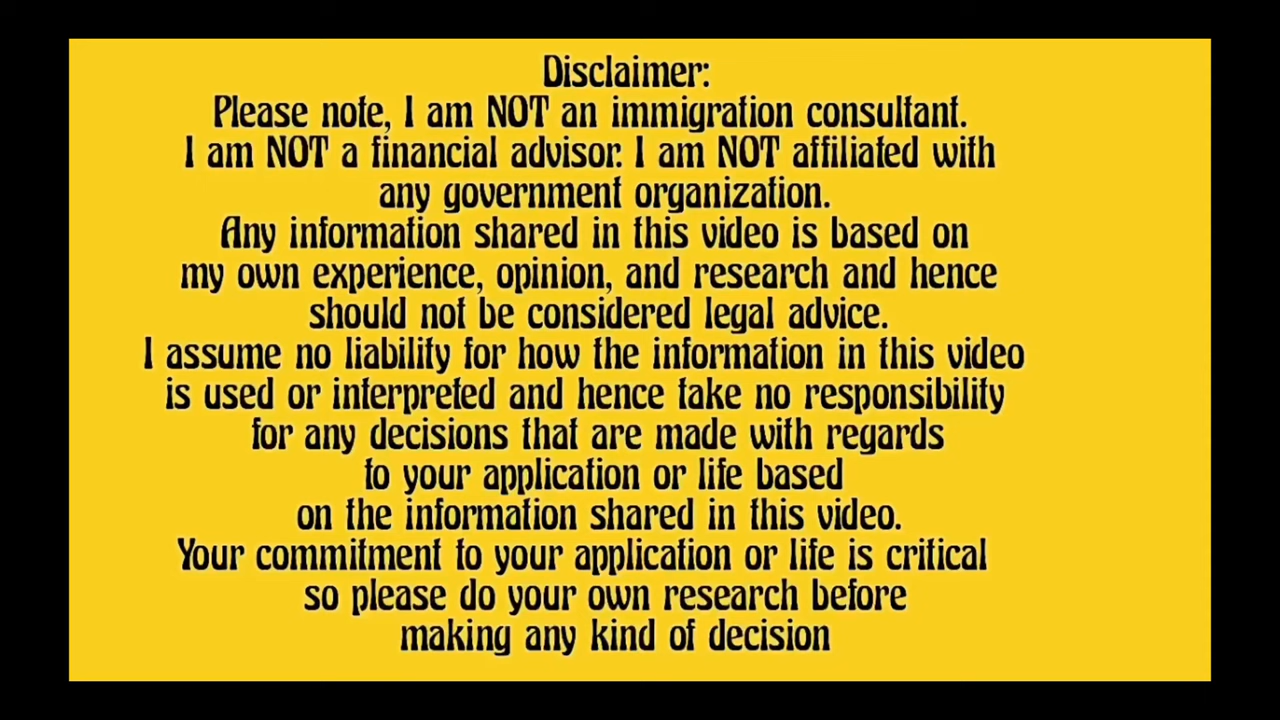 Disclaimer:
Please note, I am NOT an immigration consultant.
I am NOT a financial advisor. I am NOT affiliated with
any government organization.
Any information shared in this video is based on
my own experience, opinion, and research and hence
should not be considered legal advice.
I assume no liability for how the information in this video
is used or interpreted and hence take no responsibility
for any decisions that are made with regards
to your application or life based
on the information shared in this video.
Your commitment to your application or life is critical
so please do your own research before
making any kind of decision